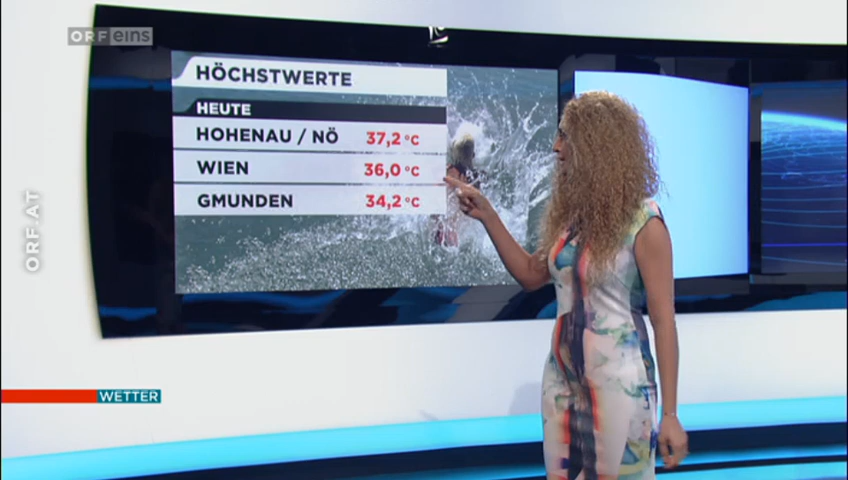 ORF eins
HÖCHSTWERTE
HEUTE
HOHENAU / NÖ 37,2 °C
WIEN 36,0 °C
GMUNDEN 34,2 °C
ORF.AT
WETTER